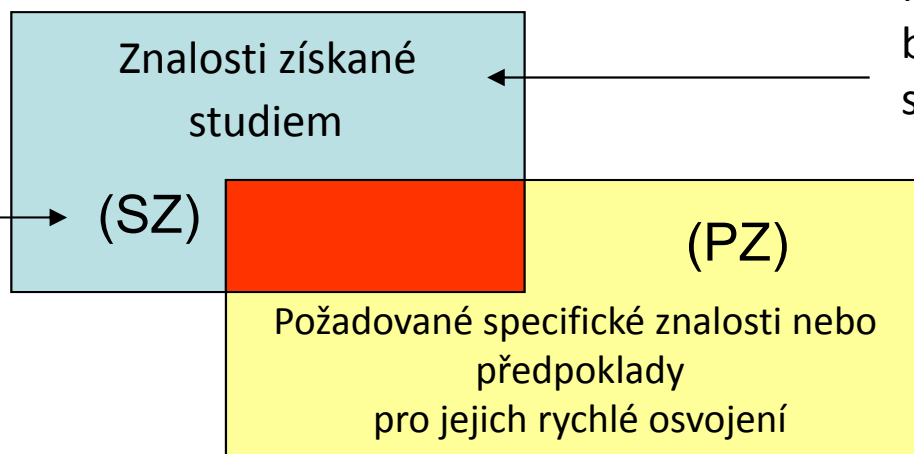 Znalosti získané
studiem
(SZ)
(PZ)
Požadované specifické znalosti nebo
předpoklady
pro jejich rychlé osvojení